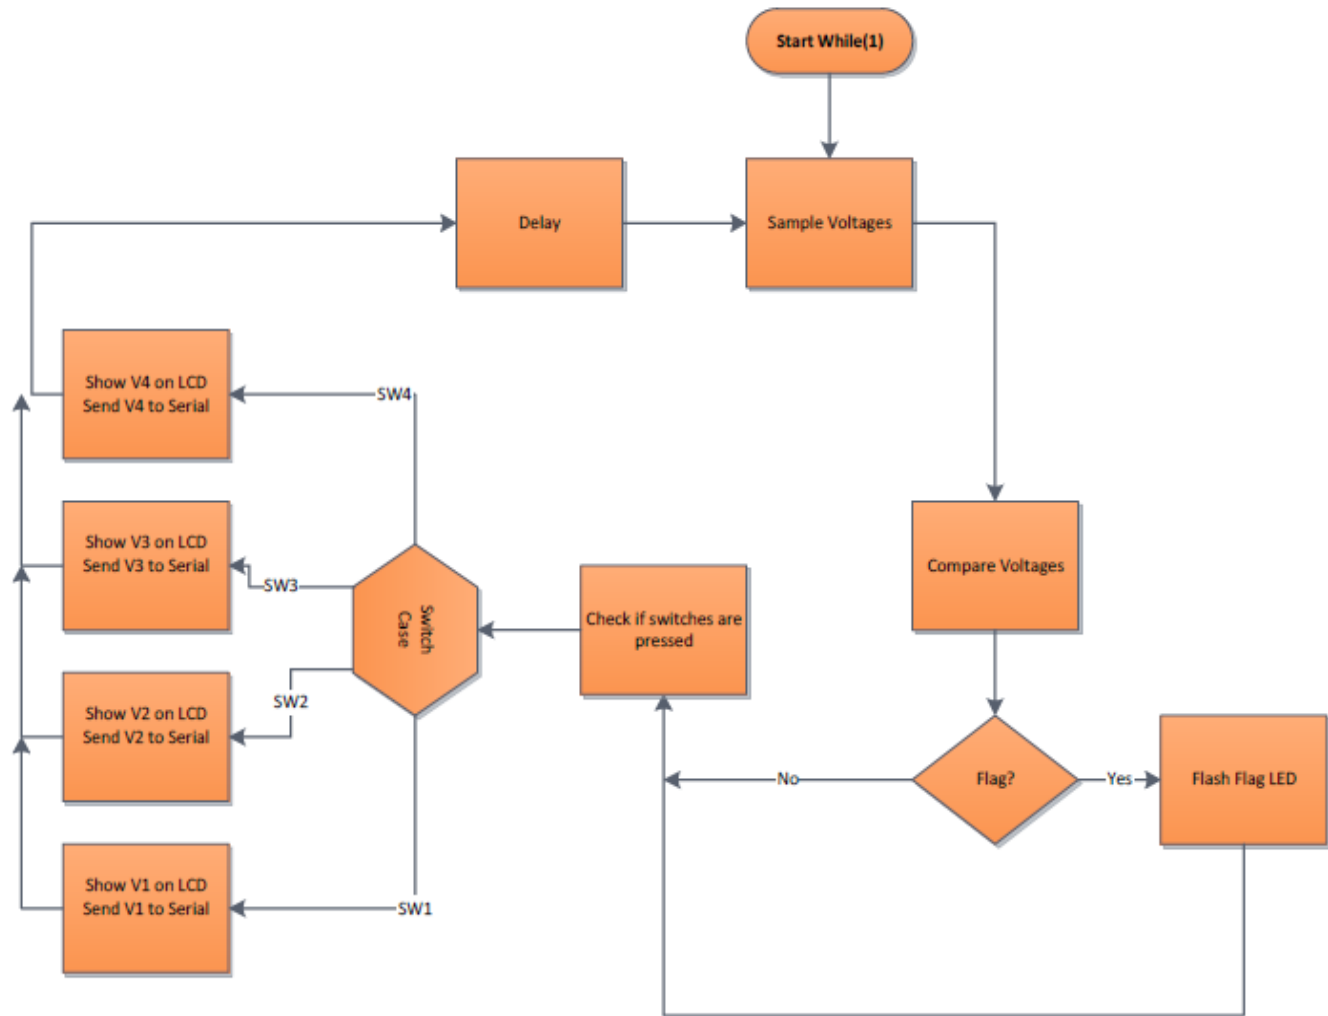 Start While(1)
Delay
Sample Voltages
Show V4 on LCD
Send V4 to Serial
SW4
Show V3 on LCD
Send V3 to Serial
SW3
Switch
Case
Check if switches are
pressed
Compare Voltages
Show V2 on LCD
Send V2 to Serial
SW2
No
Flag?
Yes
Flash Flag LED
Show V1 on LCD
Send V1 to Serial
SW1